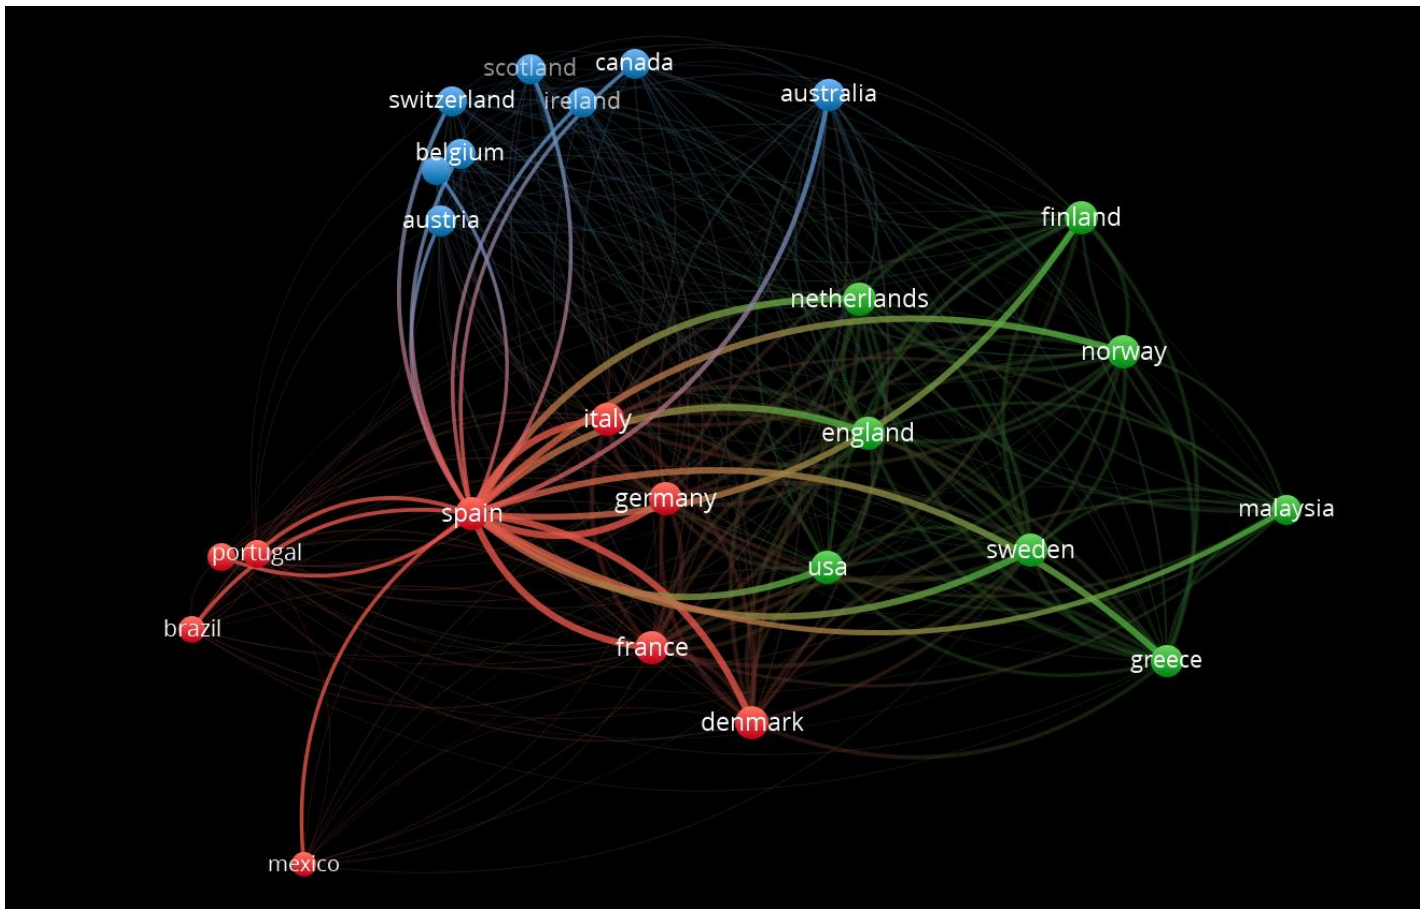 scotland
canada
switzerland
ireland
australia
belgium
austria
finland
netherlands
norway
italy
england
germany
spain
malaysia
portugal
sweden
usa
brazil
france
greece
denmark
mexico